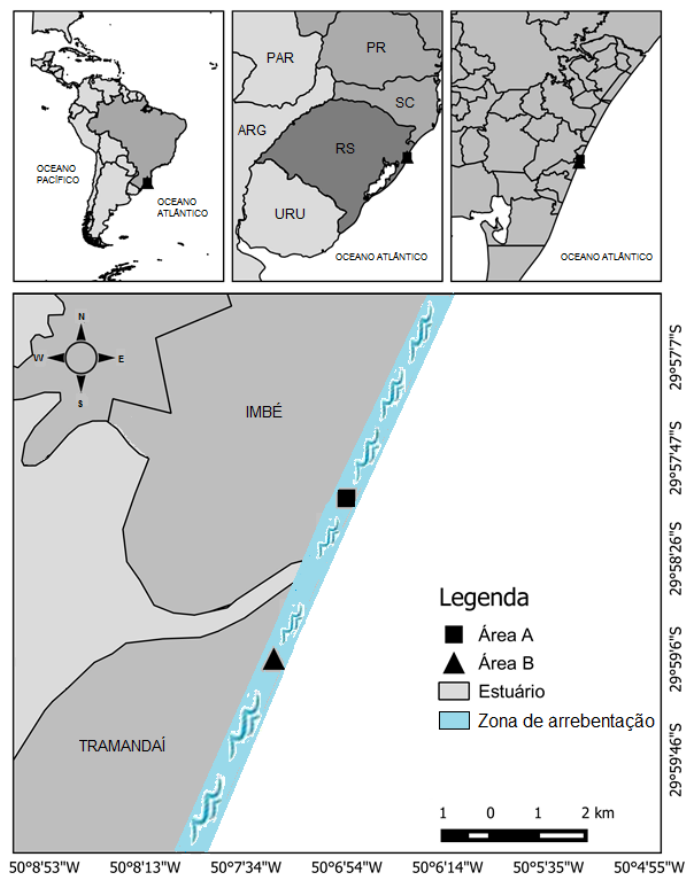 OCEANO
PACÍFICO
OCEANO
ATLÂNTICO
PAR
PR
SC
ARG
RS
URU
OCEANO ATLÂNTICO
OCEANO ATLÂNTICO
N
W
E
S
IMBÉ
TRAMANDAÍ
Legenda
Área A
Área B
Estuário
Zona de arrebentação
1 0 1 2 km
29°57'7"S
29°57'47"S
29°58'26"S
29°59'6"S
29°59'46"S
50°8'53"W 50°8'13"W 50°7'34"W 50°6'54"W 50°6'14"W 50°5'35"W 50°4'55"W